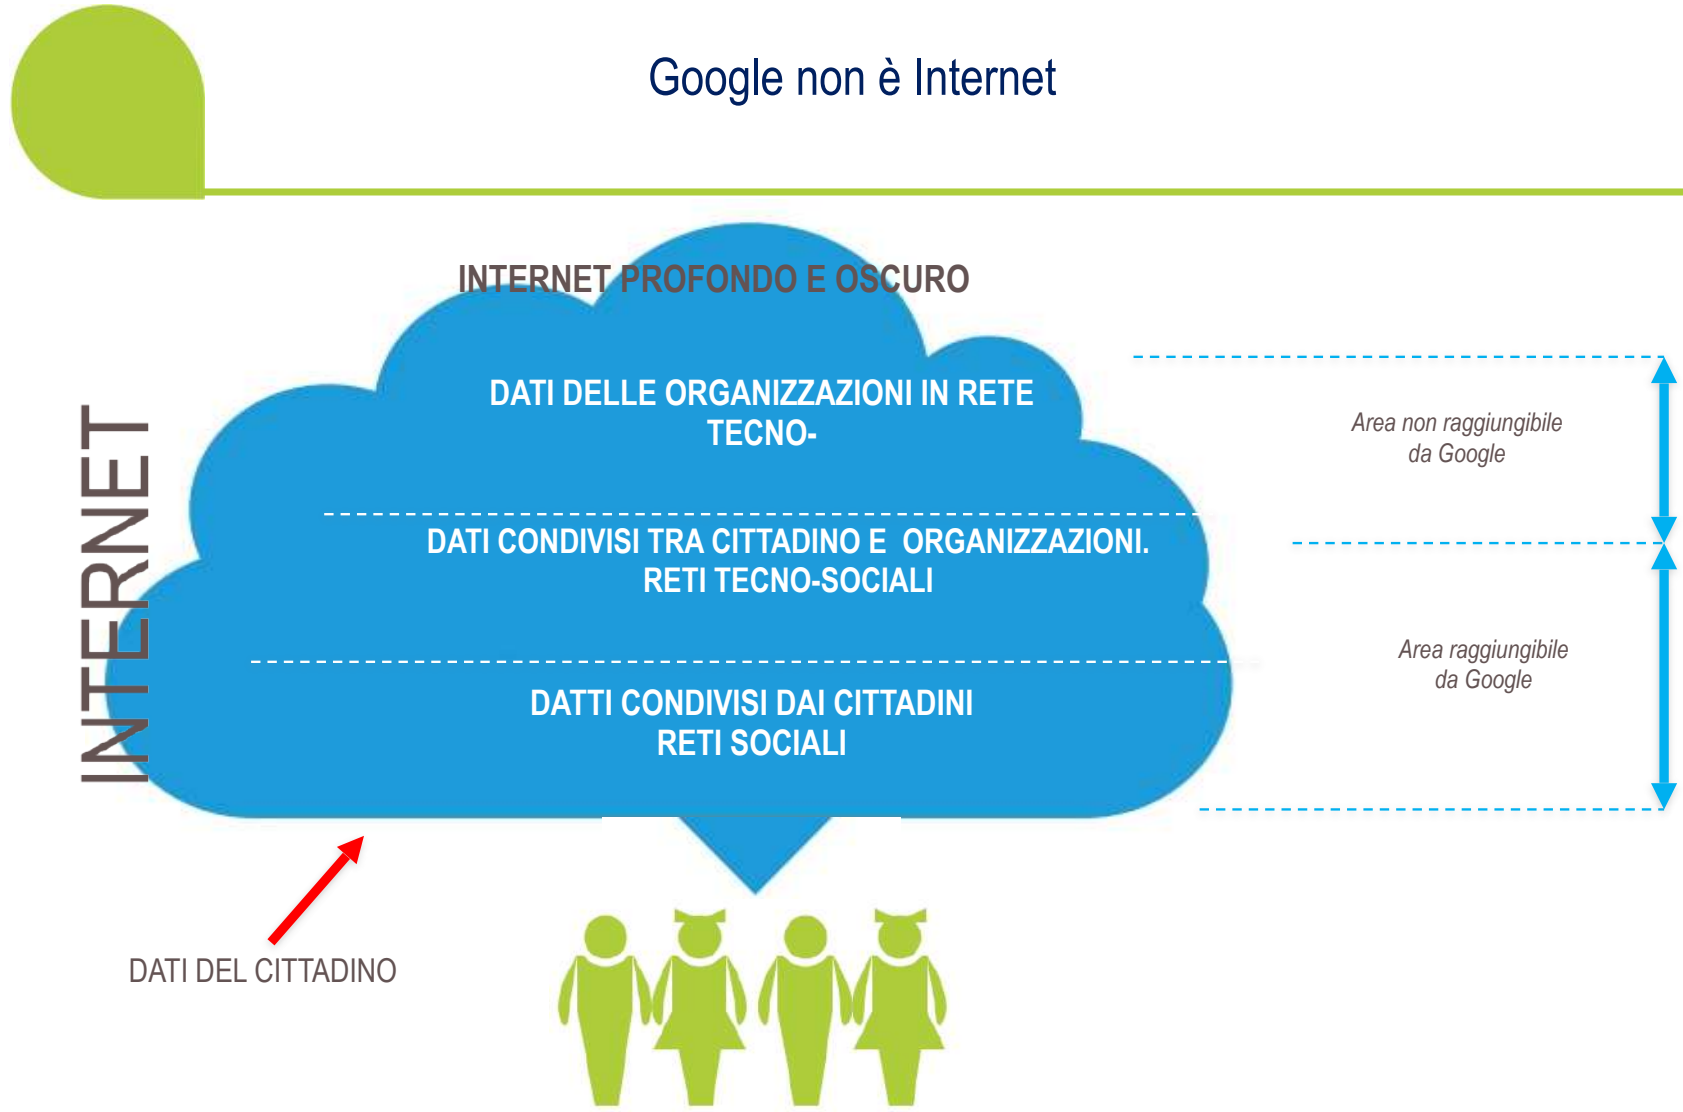 Google non è Internet
INTERNET PROFONDO E OSCURO
DATI DELLE ORGANIZZAZIONI IN RETE
TECNO-
Area non raggiungibile
da Google
INTERNET
DATI CONDIVISI TRA CITTADINO E ORGANIZZAZIONI.
RETI TECNO-SOCIALI
Area raggiungibile
da Google
DATTI CONDIVISI DAI CITTADINI
RETI SOCIALI
DATI DEL CITTADINO